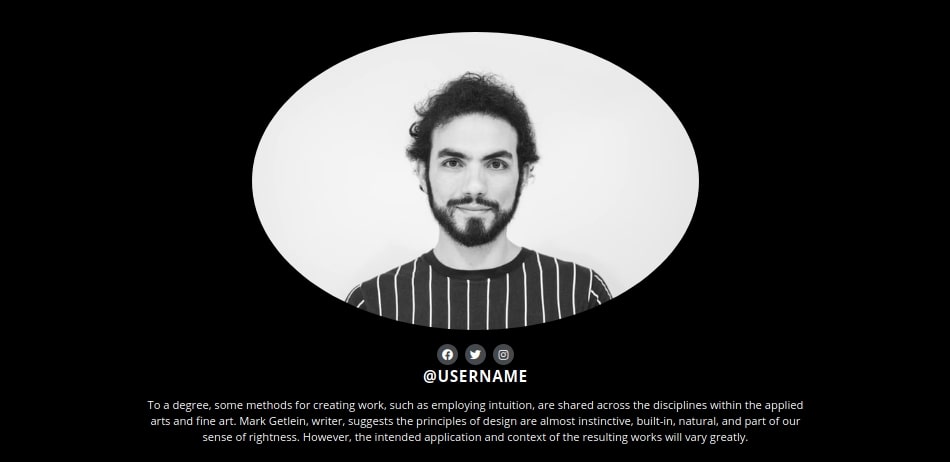 @USERNAME
To a degree, some methods for creating work, such as employing intuition, are shared across the disciplines within the applied
arts and fine art. Mark Getlein, writer, suggests the principles of design are almost instinctive, built-in, natural, and part of our
sense of rightness. However, the intended application and context of the resulting works will vary greatly.